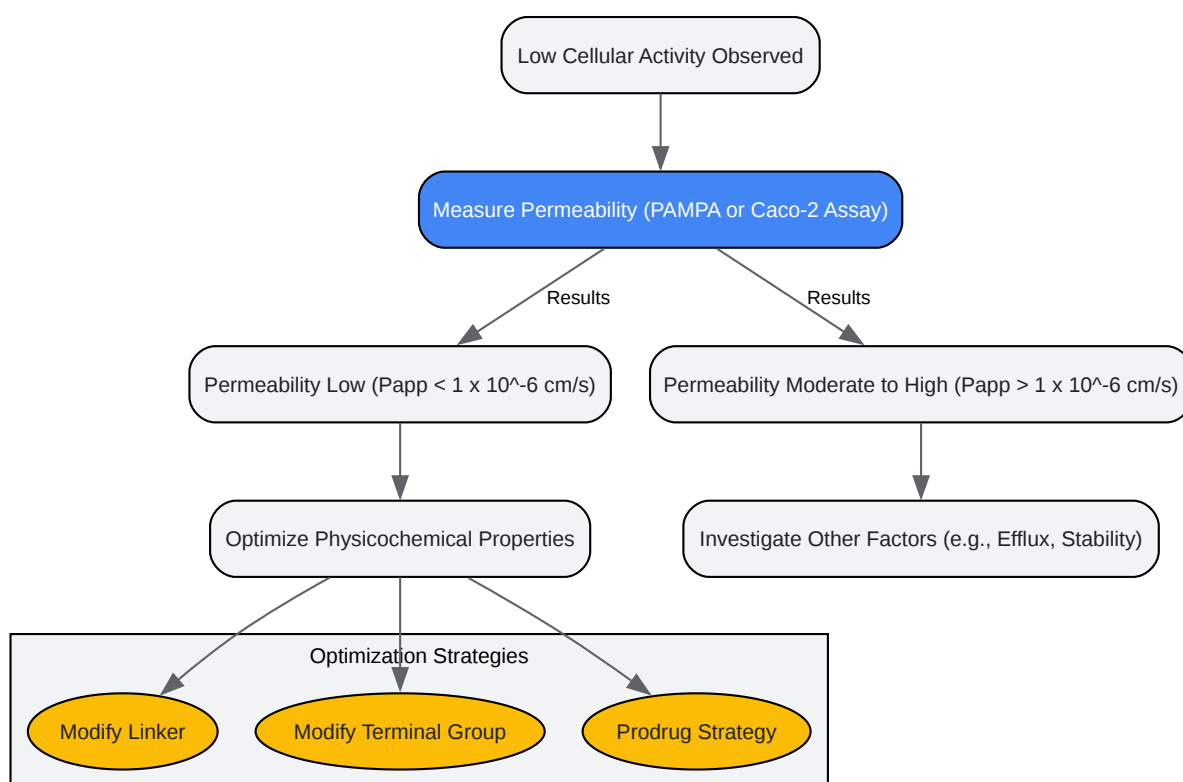 Low Cellular Activity Observed
Measure Permeability (PAMPA or Caco-2 Assay)
Results
Results
Permeability Low (Papp < 1 x 10^-6 cm/s)
Permeability Moderate to High (Papp > 1 x 10^-6 cm/s)
Optimize Physicochemical Properties
Investigate Other Factors (e.g., Efflux, Stability)
Optimization Strategies
Modify Linker
Modify Terminal Group
Prodrug Strategy